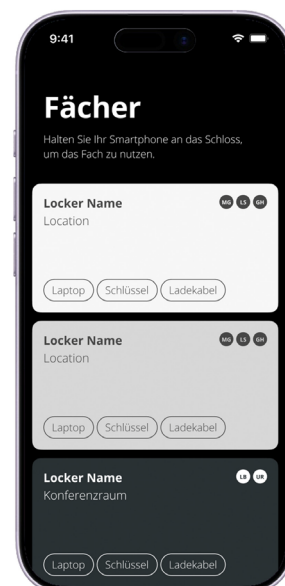 9:41
Fächer
Halten Sie Ihr Smartphone an das Schloss,
um das Fach zu nutzen.
Locker Name MG LS GH
Location
Laptop Schlüssel Ladekabel
Locker Name MG LS GH
Location
Laptop Schlüssel Ladekabel
Locker Name LB UR
Konferenzraum
Laptop Schlüssel Ladekabel